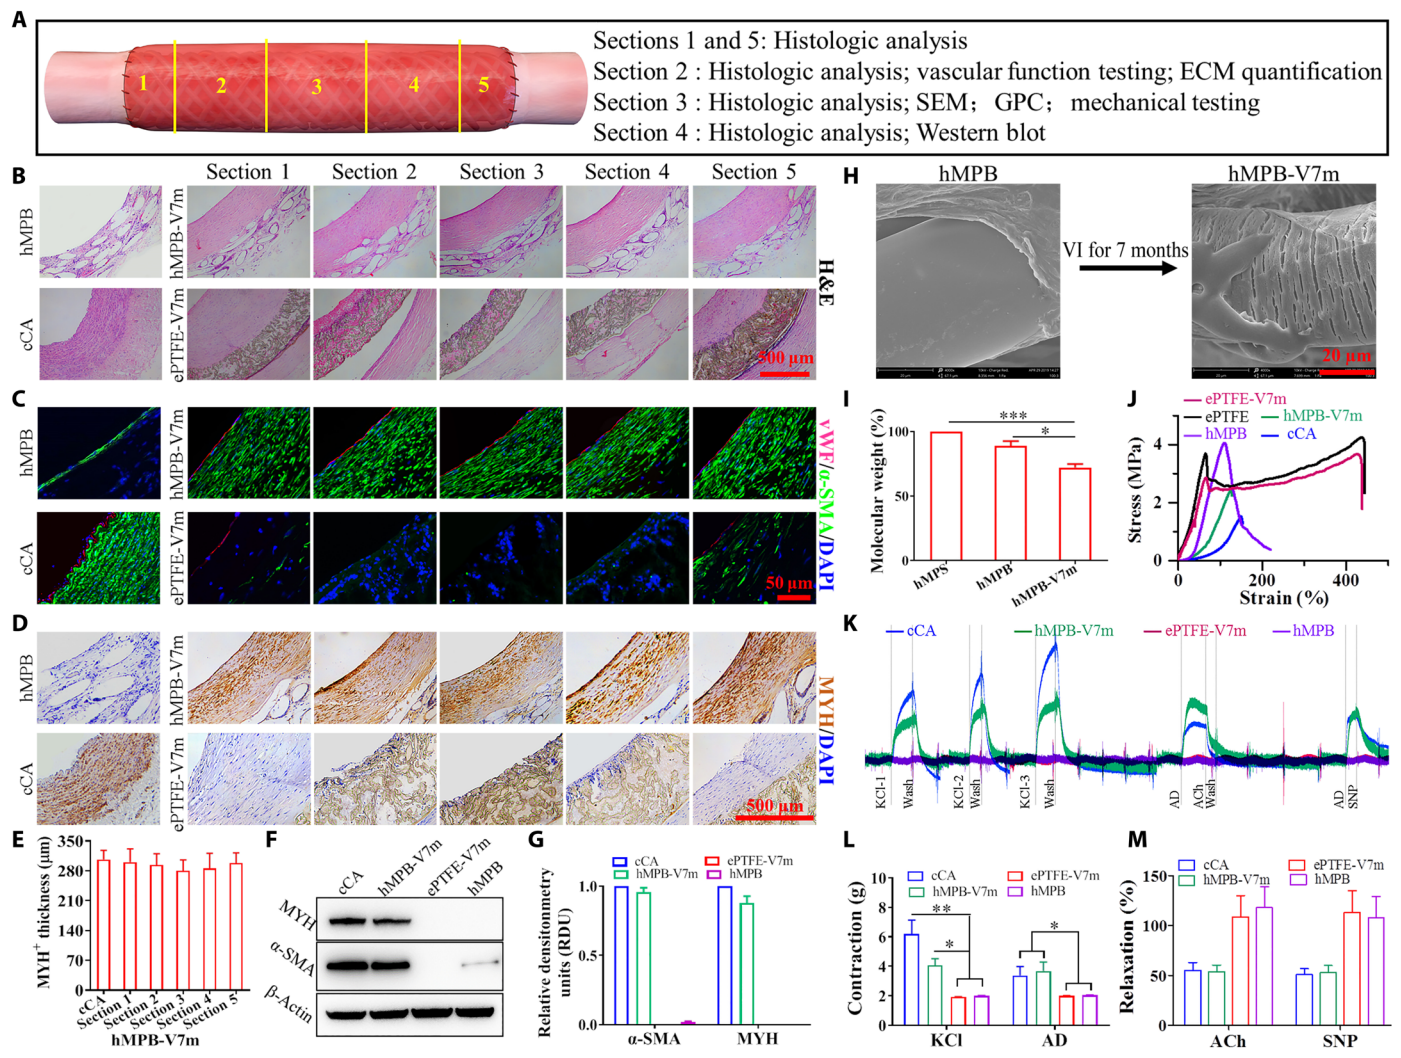 A
1
2
3
4
5
Sections 1 and 5: Histologic analysis
Section 2 : Histologic analysis; vascular function testing; ECM quantification
Section 3 : Histologic analysis; SEM； GPC； mechanical testing
Section 4 : Histologic analysis; Western blot
B
Section 1
Section 2
Section 3
Section 4
Section 5
hMPB
hMPB-V7m
cCA
ePTFE-V7m
H&E
500 μm
C
hMPB
hMPB-V7m
cCA
ePTFE-V7m
vWF/α-SMA/DAPI
50 μm
D
hMPB
hMPB-V7m
cCA
ePTFE-V7m
MYH/DAPI
500 μm
E
MYH+ thickness (μm)
350
280
210
140
70
0
cCA
Section 1
Section 2
Section 3
Section 4
Section 5
hMPB-V7m
F
cCA
hMPB-V7m
ePTFE-V7m
hMPB
MYH
α-SMA
β-Actin
G
cCA
ePTFE-V7m
hMPB-V7m
hMPB
Relative densitonmetry
units (RDU)
1.0
0.5
0.0
α-SMA
MYH
H
hMPB
hMPB-V7m
VI for 7 months
20 μm
I
Molecular weight (%)
100
50
0
***
*
hMPS
hMPB
hMPB-V7m
J
ePTFE-V7m
ePTFE
hMPB-V7m
hMPB
cCA
Stress (MPa)
4
2
0
0
200
400
Strain (%)
K
cCA
hMPB-V7m
ePTFE-V7m
hMPB
KCl-1
Wash
KCl-2
Wash
KCl-3
Wash
AD
ACh
Wash
AD
SNP
L
cCA
ePTFE-V7m
hMPB-V7m
hMPB
Contraction (g)
10
8
6
4
2
0
**
*
*
KCl
AD
M
cCA
ePTFE-V7m
hMPB-V7m
hMPB
Relaxation (%)
150
100
50
0
ACh
SNP